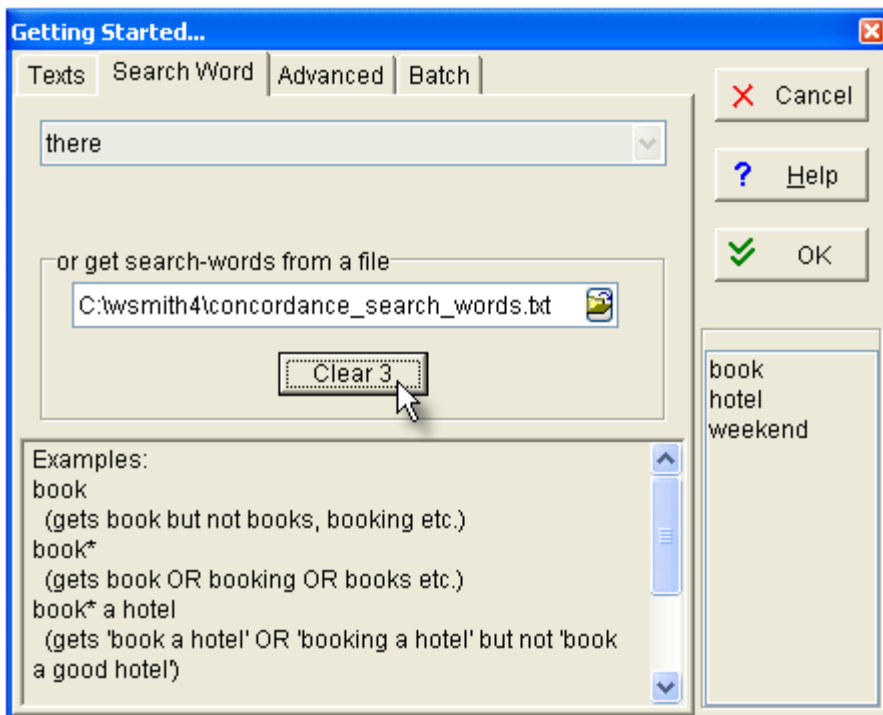 Getting Started...
Texts
Search Word
Advanced
Batch
there
or get search-words from a file
C:\wsmith4\concordance_search_words.txt
Clear 3
Examples:
book
(gets book but not books, booking etc.)
book*
(gets book OR booking OR books etc.)
book* a hotel
(gets 'book a hotel' OR 'booking a hotel' but not 'book
a good hotel')
Cancel
? Help
OK
book
hotel
weekend